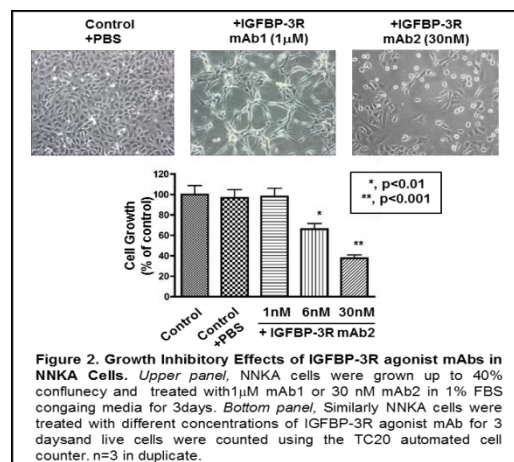 Control
+PBS
+IGFBP-3R
mAb1 (1μM)
+IGFBP-3R
mAb2 (30nM)
*, p<0.01
**, p<0.001
Cell Growth
(% of control)
120
100
80
60
40
20
0
*
**
Control
Control
+PBS
1nM 6nM 30nM
+ IGFBP-3R mAb2
Figure 2. Growth Inhibitory Effects of IGFBP-3R agonist mAbs in
NNKA Cells. Upper panel, NNKA cells were grown up to 40%
conflunecy and treated with1μM mAb1 or 30 nM mAb2 in 1% FBS
congaing media for 3days. Bottom panel, Similarly NNKA cells were
treated with different concentrations of IGFBP-3R agonist mAb for 3
daysand live cells were counted using the TC20 automated cell
counter. n=3 in duplicate.